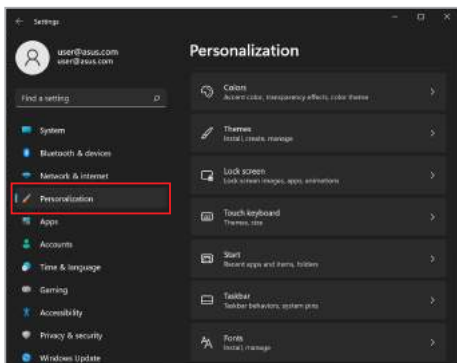 Settings
user@asus.com
user@asus.com
Find a setting
System
Bluetooth & devices
Network & internet
Personalization
Apps
Accounts
Time & language
Gaming
Accessibility
Privacy & security
Windows Update
Personalization
Colors
Accent color, transparency effects, color theme
Themes
Install, create, manage
Lock screen
Lock screen images, apps, animations
Touch keyboard
Themes, size
Start
Recent apps and items, folders
Taskbar
Taskbar behaviors, system pins
Fonts
Install, manage